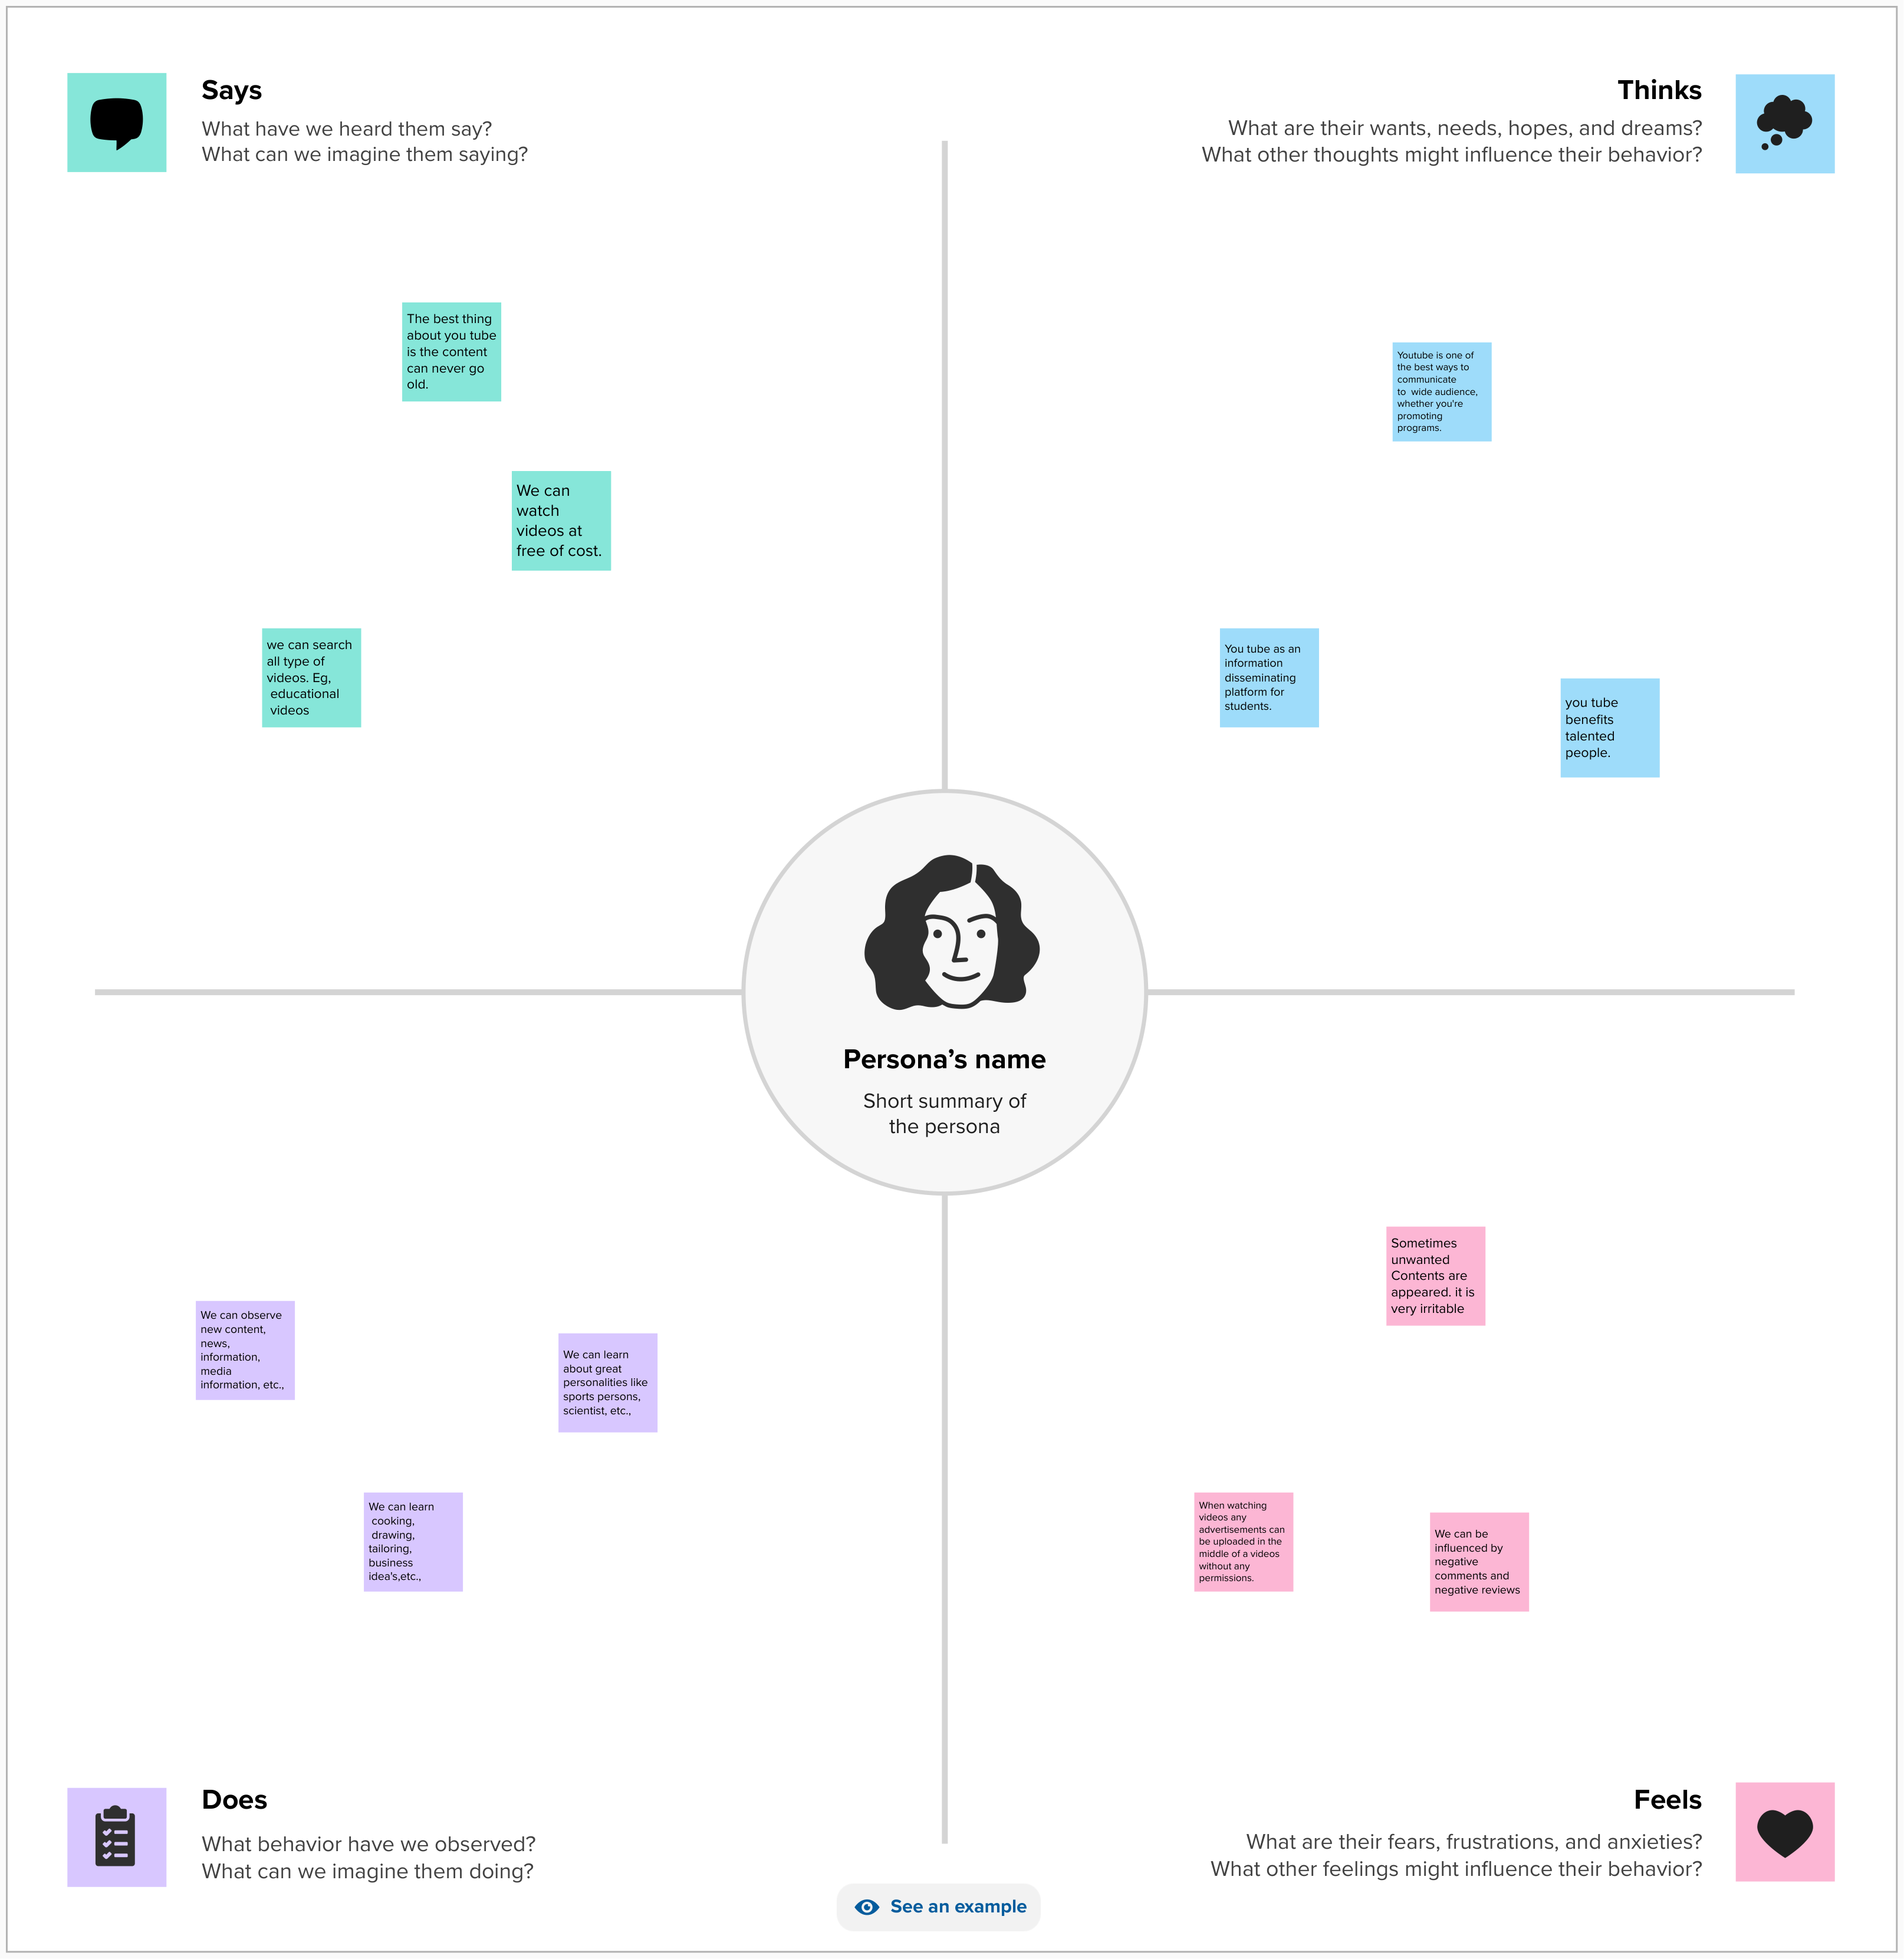 Says
What have we heard them say?
What can we imagine them saying?
Thinks
What are their wants, needs, hopes, and dreams?
What other thoughts might influence their behavior?
The best thing
about you tube
is the content
can never go
old.
We can
watch
videos at
free of cost.
we can search
all type of
videos. Eg,
educational
videos
Youtube is one of
the best ways to
communicate
to  wide audience,
whether you're
promoting
programs.
You tube as an
information
disseminating
platform for
students.
you tube
benefits
talented
people.
Persona's name
Short summary of
the persona
We can observe
new content,
news,
information,
media
information, etc.,
We can learn
about great
personalities like
sports persons,
scientist, etc.,
We can learn
cooking,
drawing,
tailoring,
business
idea's,etc.,
Sometimes
unwanted
Contents are
appeared. it is
very irritable
When watching
videos any
advertisements can
be uploaded in the
middle of a videos
without any
permissions.
We can be
influenced by
negative
comments and
negative reviews
Does
What behavior have we observed?
What can we imagine them doing?
Feels
What are their fears, frustrations, and anxieties?
What other feelings might influence their behavior?
See an example